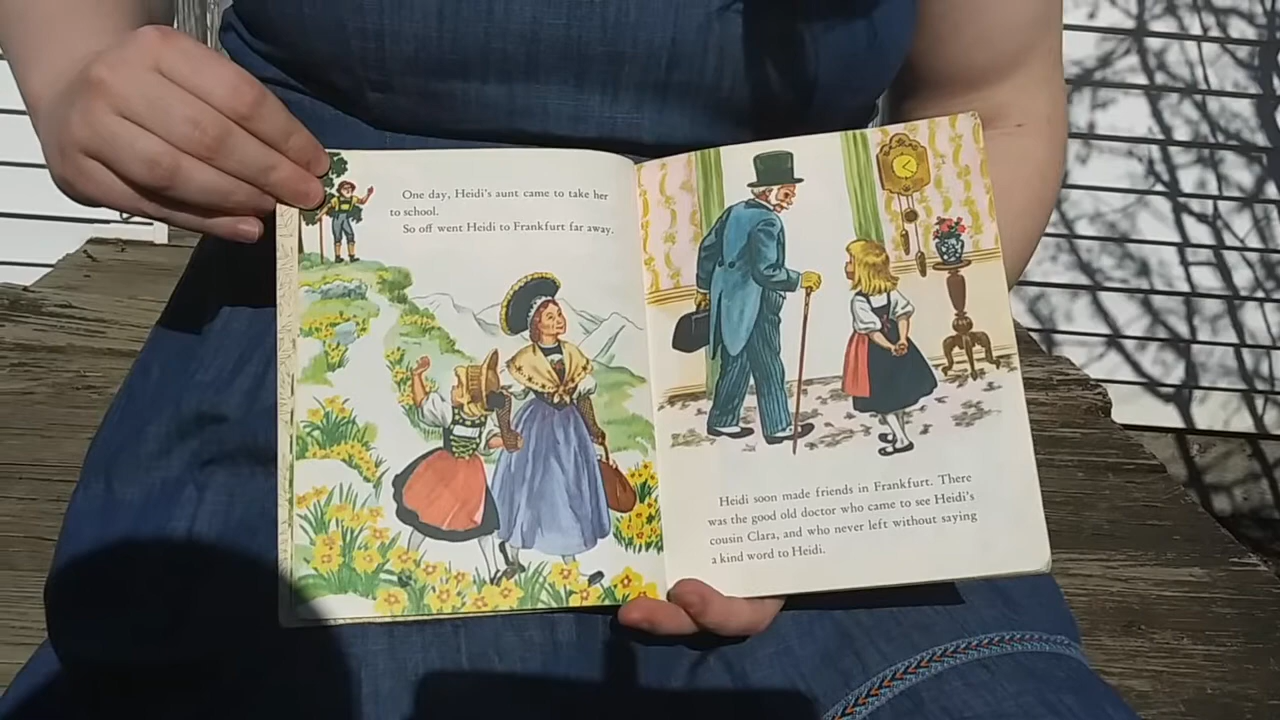 One day, Heidi's aunt came to take her
to school.
So off went Heidi to Frankfurt far away.
Heidi soon made friends in Frankfurt. There
was the good old doctor who came to see Heidi's
cousin Clara, and who never left without saying
a kind word to Heidi.